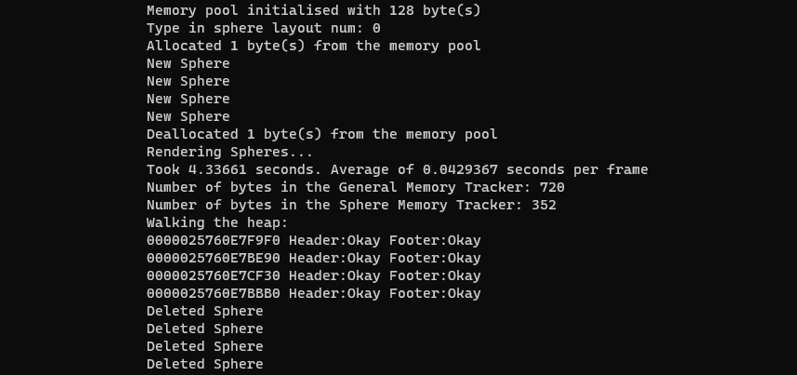 Memory pool initialised with 128 byte(s)
Type in sphere layout num: 0
Allocated 1 byte(s) from the memory pool
New Sphere
New Sphere
New Sphere
New Sphere
Deallocated 1 byte(s) from the memory pool
Rendering Spheres...
Took 4.33661 seconds. Average of 0.0429367 seconds per frame
Number of bytes in the General Memory Tracker: 720
Number of bytes in the Sphere Memory Tracker: 352
Walking the heap:
0000025760E7F9F0 Header:Okay Footer:Okay
0000025760E7BE90 Header:Okay Footer:Okay
0000025760E7CF30 Header:Okay Footer:Okay
0000025760E7BBB0 Header:Okay Footer:Okay
Deleted Sphere
Deleted Sphere
Deleted Sphere
Deleted Sphere